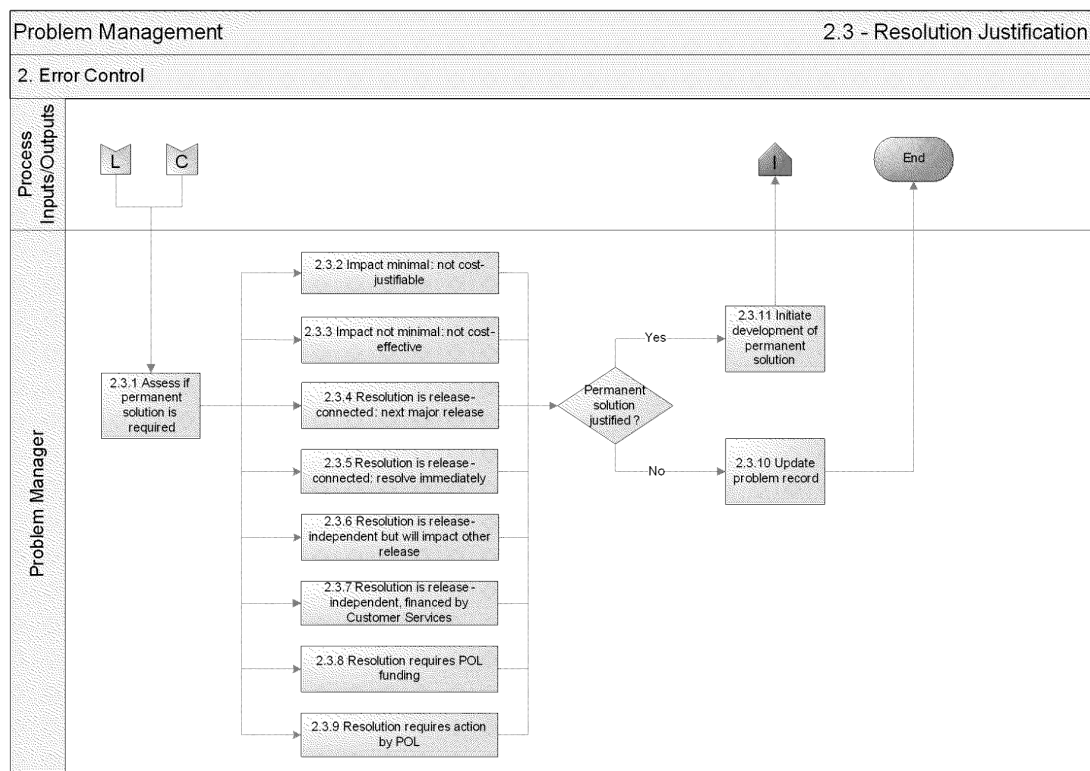 Problem Management
2.3 - Resolution Justification
2. Error Control
Process
Inputs/Outputs
L
C
I
End
Problem Manager
2.3.1 Assess if
permanent
solution is
required
2.3.2 Impact minimal: not cost-
justifiable
2.3.3 Impact not minimal: not cost-
effective
2.3.4 Resolution is release-
connected: next major release
2.3.5 Resolution is release-
connected: resolve immediately
2.3.6 Resolution is release-
independent but will impact other
release
2.3.7 Resolution is release-
independent, financed by
Customer Services
2.3.8 Resolution requires POL
funding
2.3.9 Resolution requires action
by POL
Permanent
solution
justified?
Yes
No
2.3.11 Initiate
development of
permanent
solution
2.3.10 Update
problem record